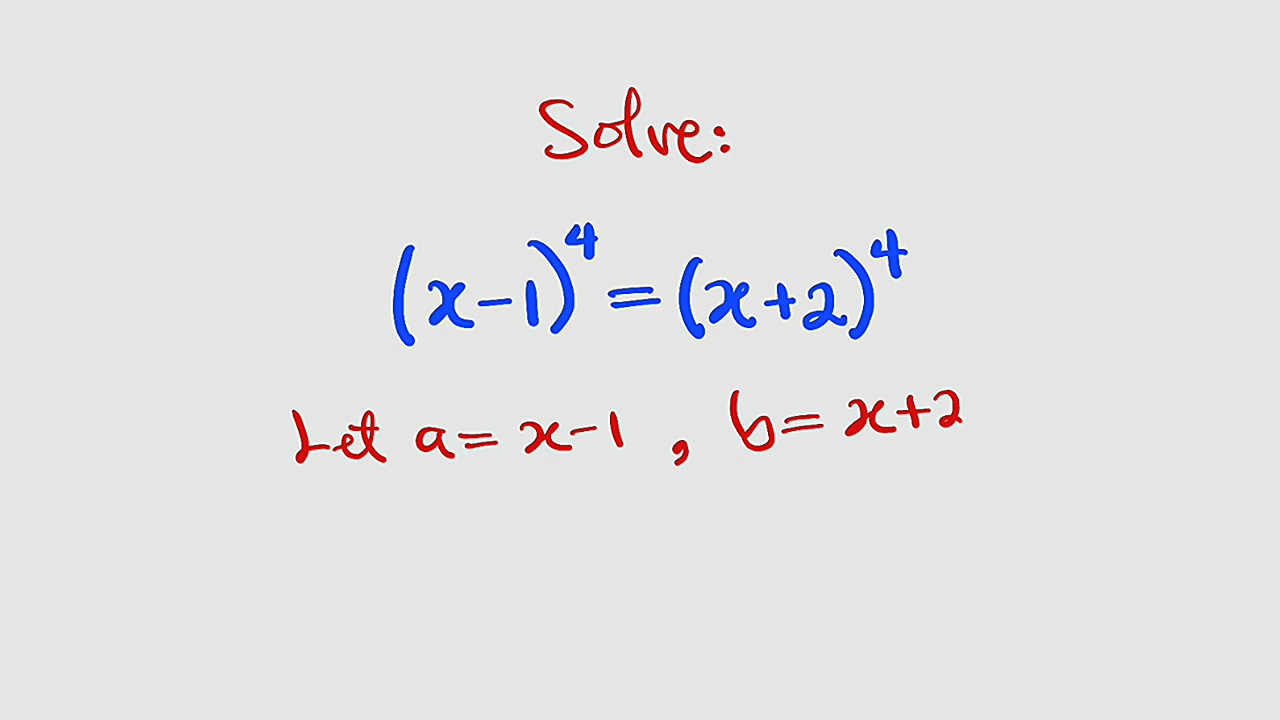 Solve:
(x-1)⁴ = (x+2)⁴
Let a = x-1 , b = x+2